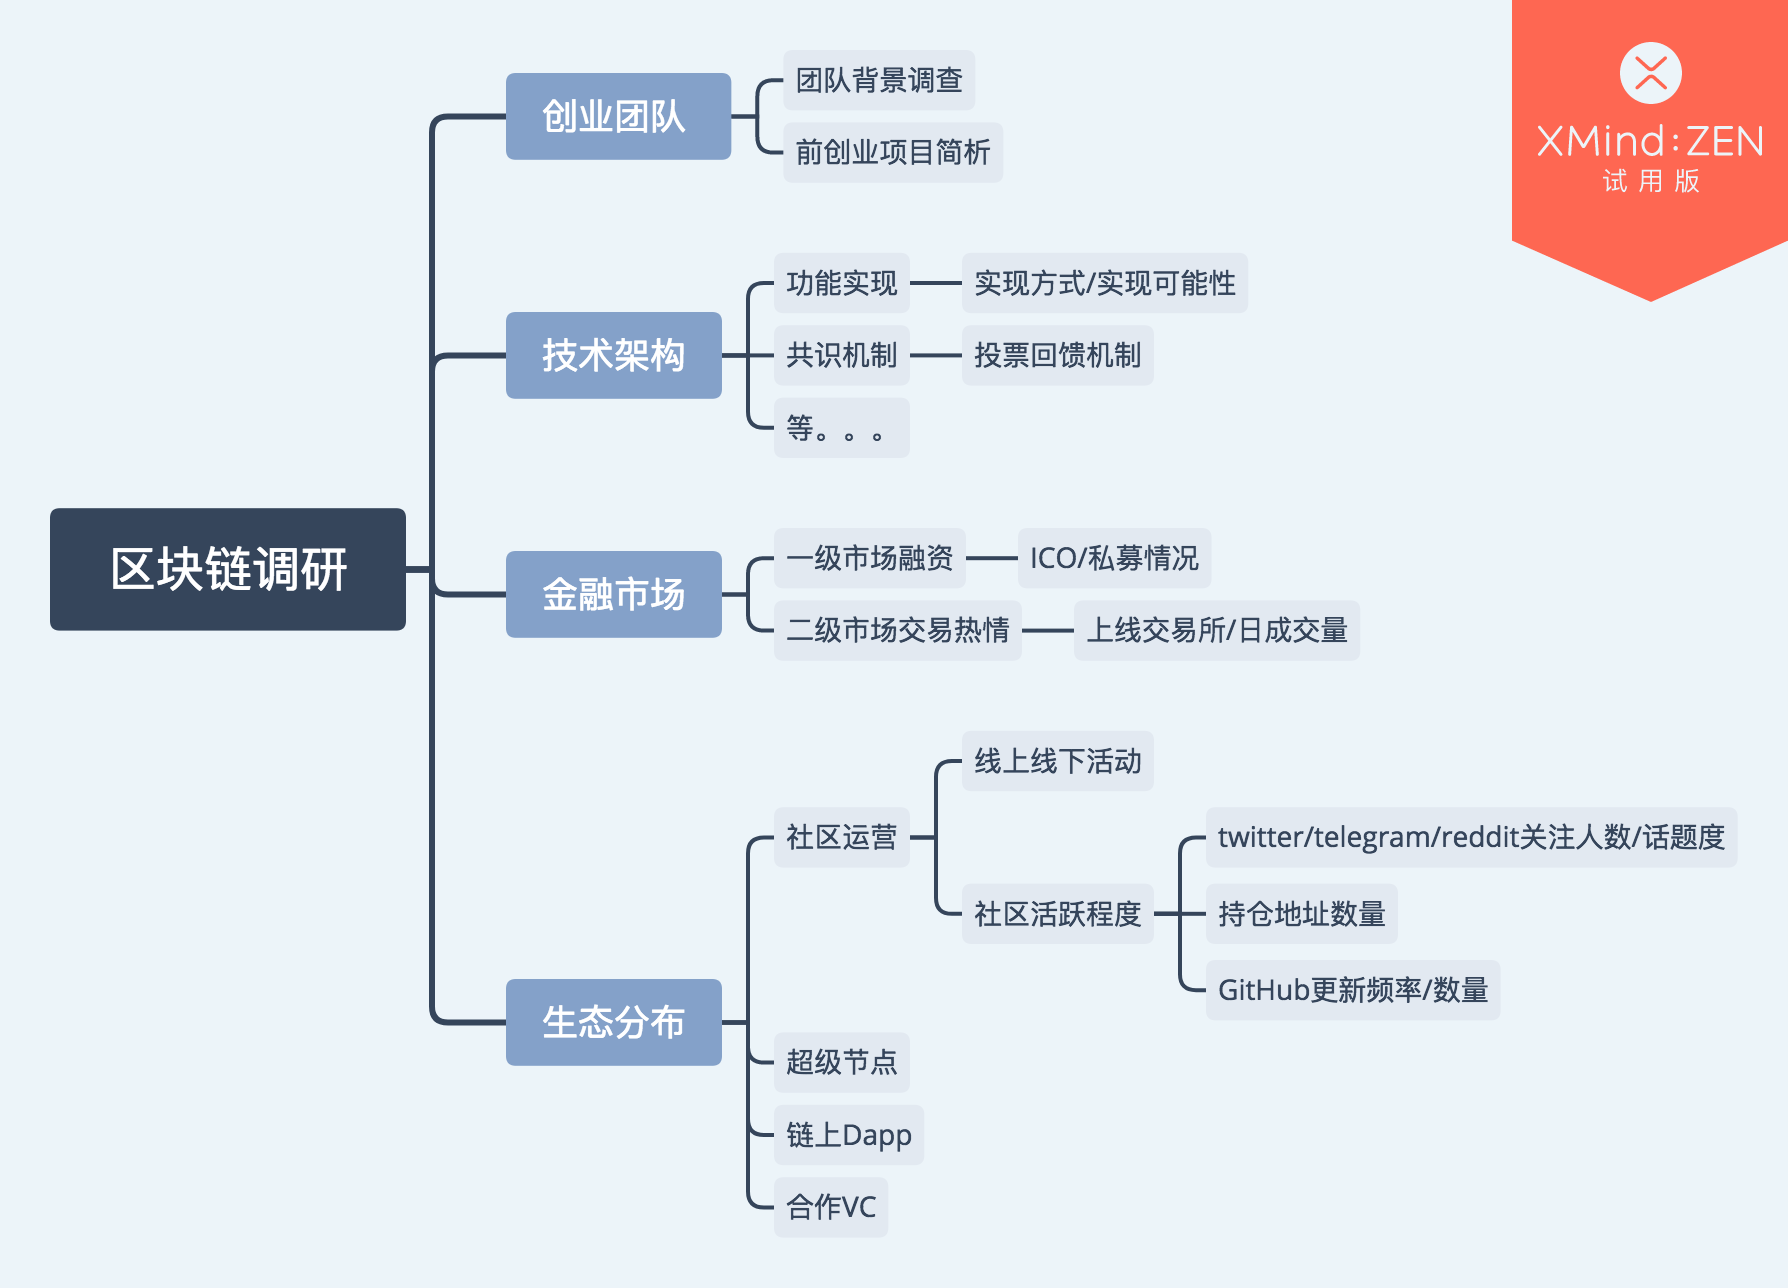 区块链调研
创业团队
团队背景调查
前创业项目简析
技术架构
功能实现
实现方式/实现可能性
共识机制
投票回馈机制
等。。。
金融市场
一级市场融资
ICO/私募情况
二级市场交易热情
上线交易所/日成交量
生态分布
社区运营
线上线下活动
社区活跃程度
twitter/telegram/reddit关注人数/话题度
持仓地址数量
GitHub更新频率/数量
超级节点
链上Dapp
合作VC
XMind:ZEN
试用版